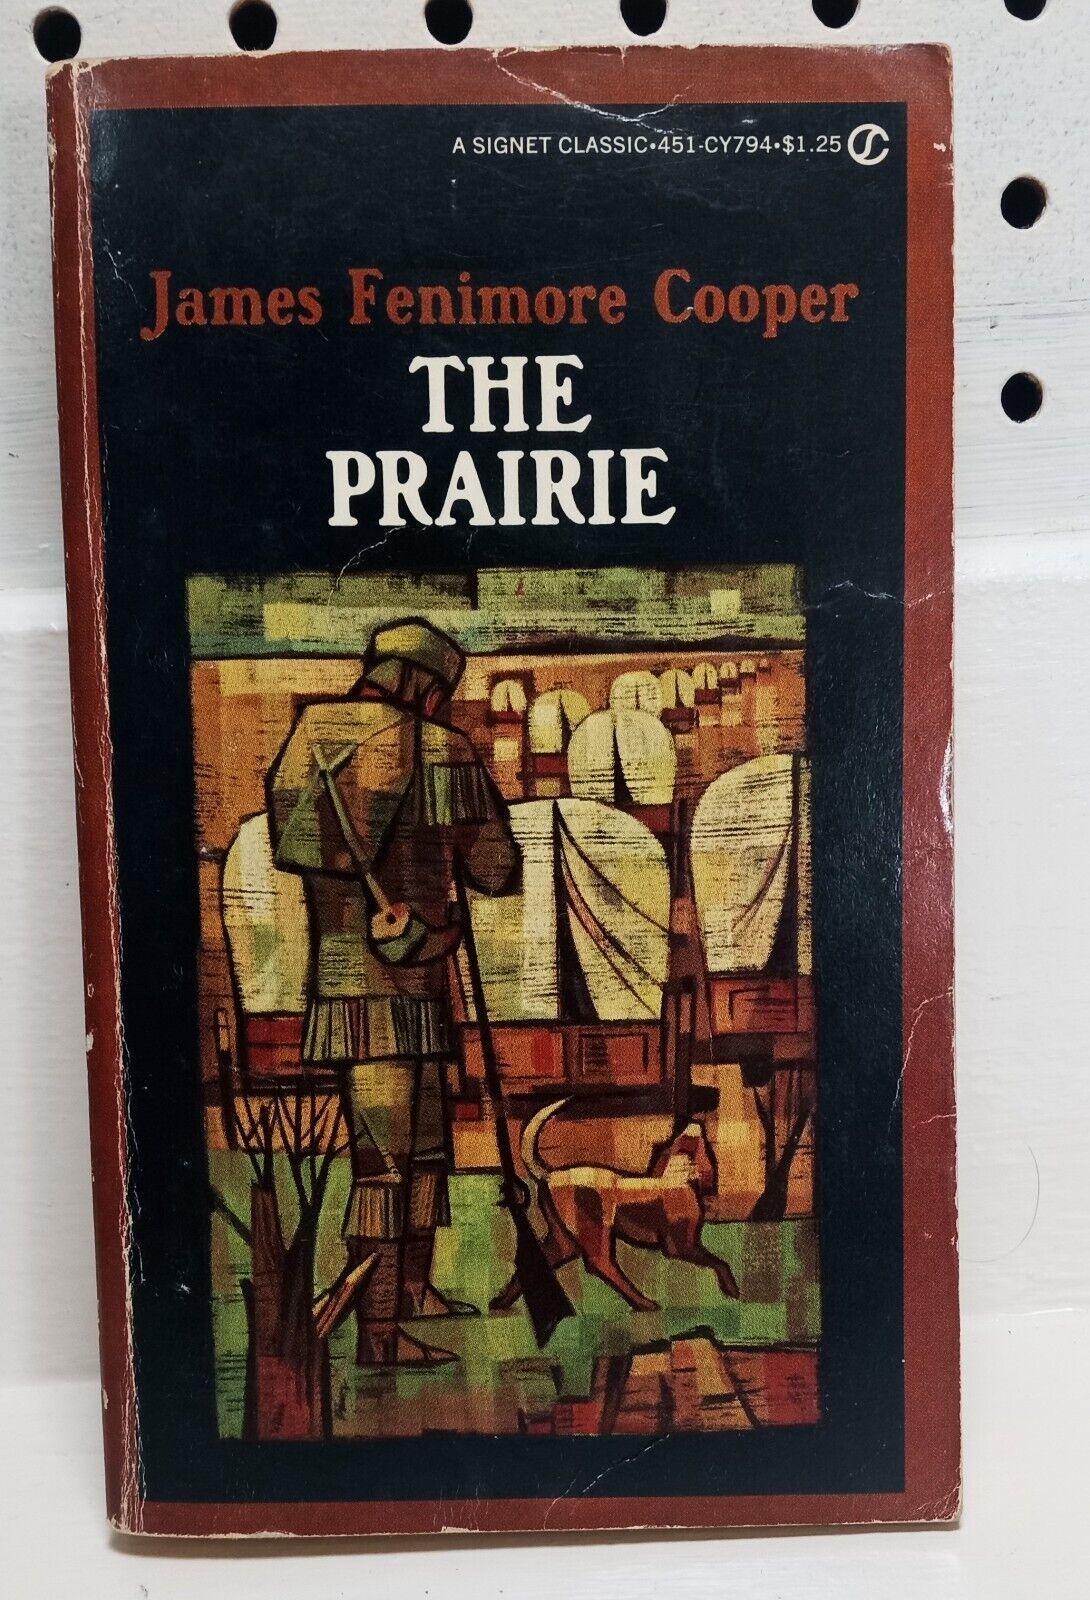 A SIGNET CLASSIC•451-CY794•$1.25
James Fenimore Cooper
THE
PRAIRIE